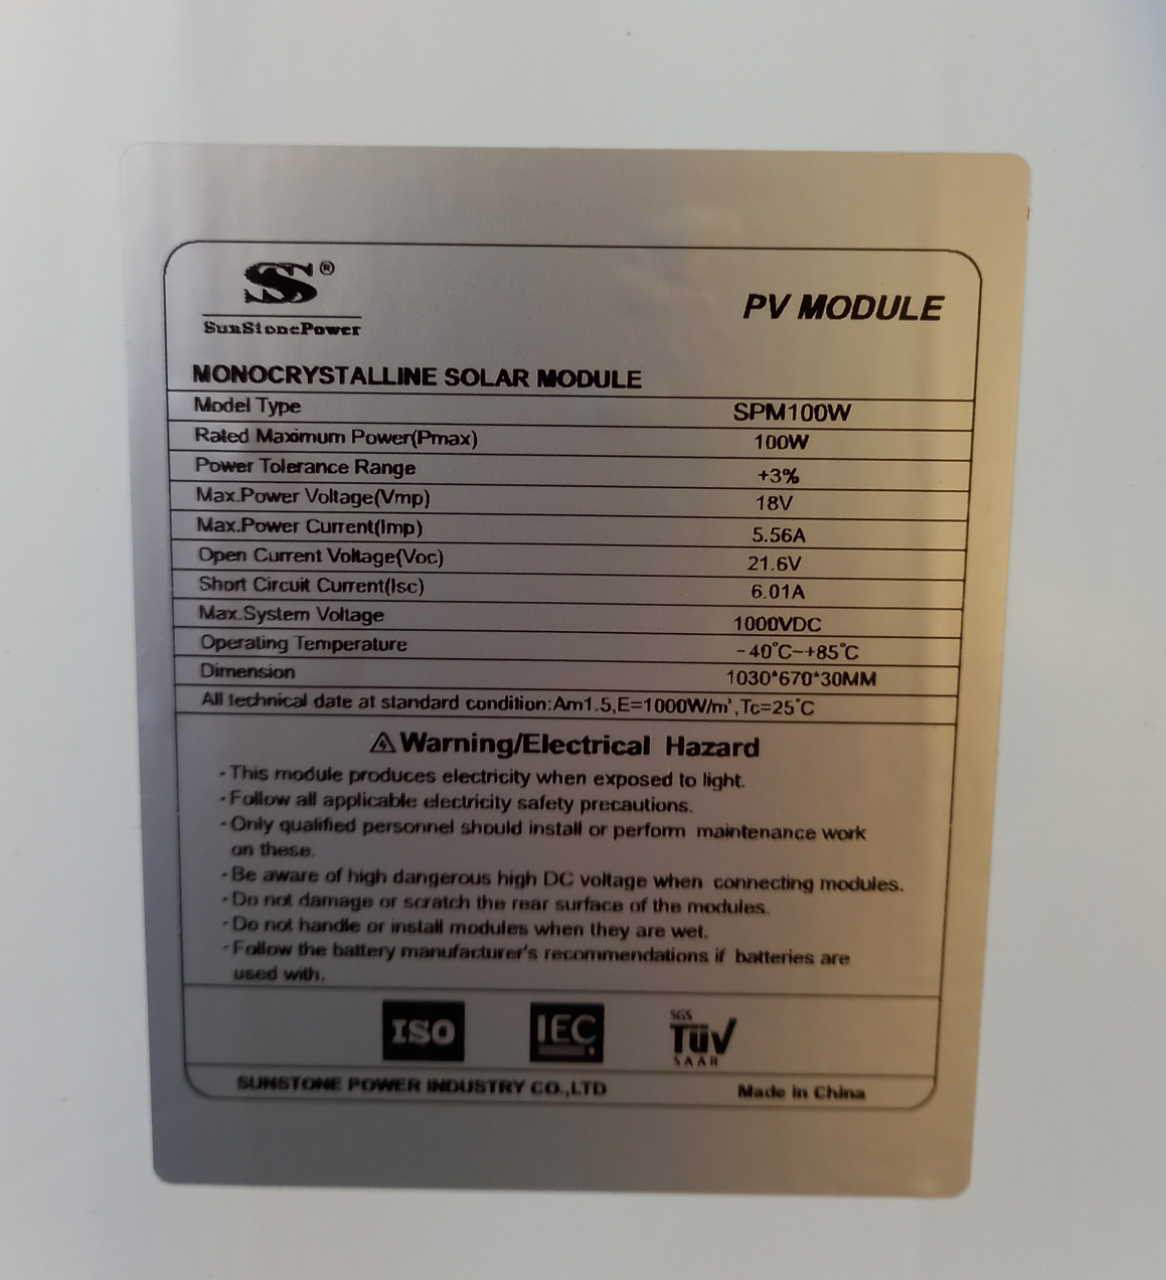 SS®
SunStonePower
PV MODULE
MONOCRYSTALLINE SOLAR MODULE
Model Type SPM100W
Rated Maximum Power(Pmax) 100W
Power Tolerance Range +3%
Max.Power Voltage(Vmp) 18V
Max.Power Current(Imp) 5.56A
Open Current Voltage(Voc) 21.6V
Short Circuit Current(Isc) 6.01A
Max.System Voltage 1000VDC
Operating Temperature -40°C~+85°C
Dimension 1030*670*30MM
All technical date at standard condition:Am1.5,E=1000W/m²,Tc=25°C
Warning/Electrical Hazard
·This module produces electricity when exposed to light.
·Follow all applicable electricity safety precautions.
·Only qualified personnel should install or perform maintenance work
on these.
·Be aware of high dangerous high DC voltage when connecting modules.
·Do not damage or scratch the rear surface of the modules.
·Do not handle or install modules when they are wet.
·Follow the battery manufacturer's recommendations if batteries are
used with.
ISO
IEC
SGS
TÜV
SAAR
SUNSTONE POWER INDUSTRY CO.,LTD Made in China